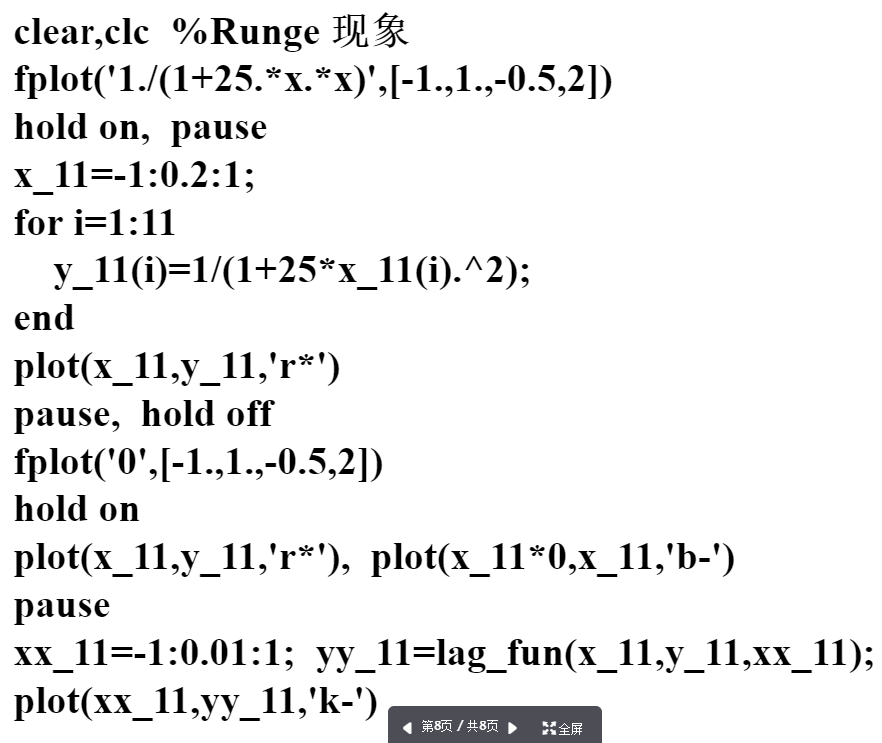 clear,clc  %Runge 现象
fplot('1./(1+25.*x.*x)',[-1.,1.,-0.5,2])
hold on,  pause
x_11=-1:0.2:1;
for i=1:11
    y_11(i)=1/(1+25*x_11(i).^2);
end
plot(x_11,y_11,'r*')
pause,  hold off
fplot('0',[-1.,1.,-0.5,2])
hold on
plot(x_11,y_11,'r*'),  plot(x_11*0,x_11,'b-')
pause
xx_11=-1:0.01:1;  yy_11=lag_fun(x_11,y_11,xx_11);
plot(xx_11,yy_11,'k-')
第8页 / 共8页 全屏